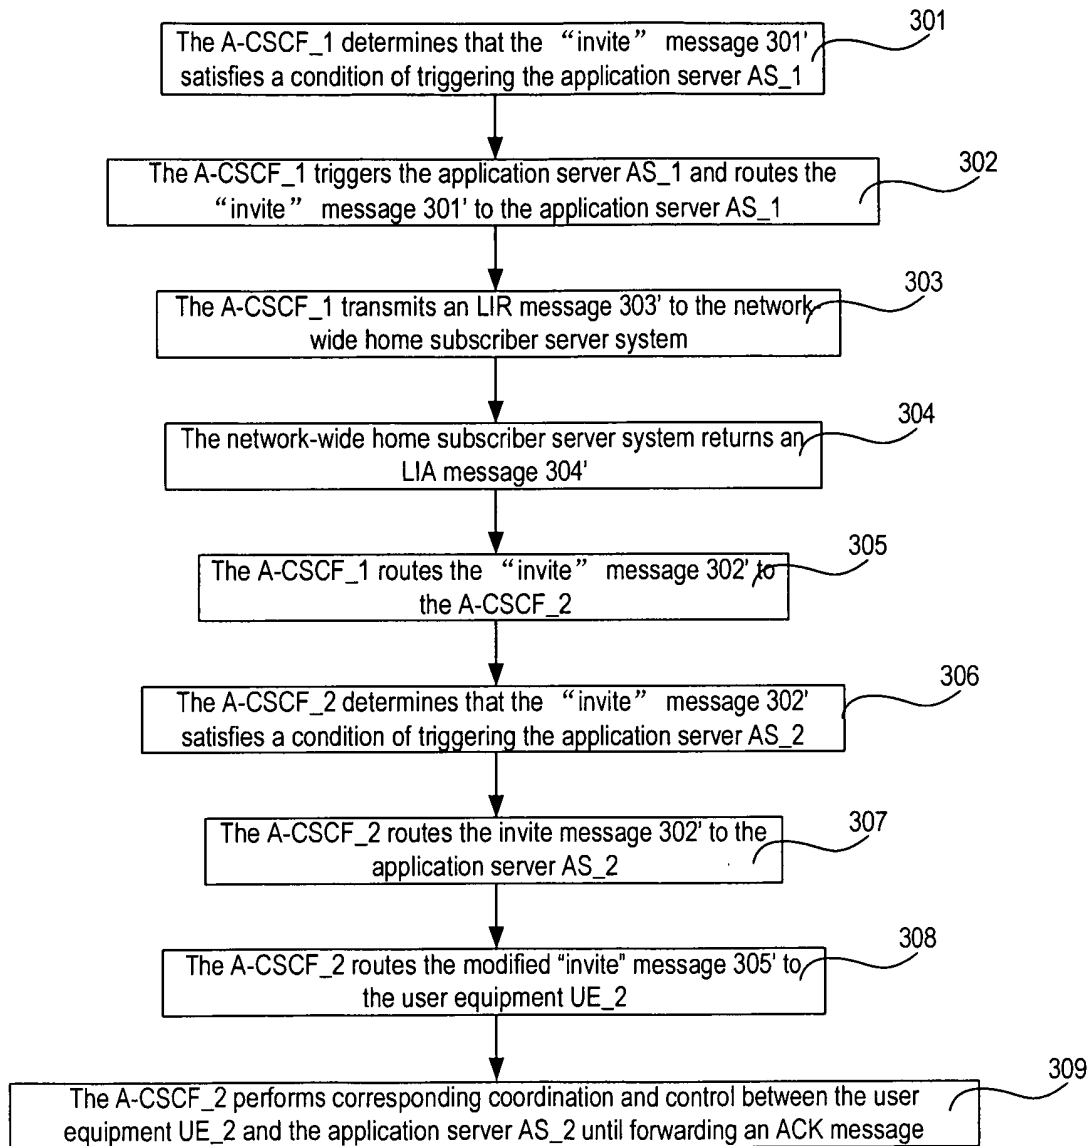 The A-CSCF_1 determines that the “invite” message 301'
satisfies a condition of triggering the application server AS_1
301
The A-CSCF_1 triggers the application server AS_1 and routes the
“invite” message 301' to the application server AS_1
302
The A-CSCF_1 transmits an LIR message 303' to the network-
wide home subscriber server system
303
The network-wide home subscriber server system returns an
LIA message 304'
304
The A-CSCF_1 routes the “invite” message 302' to
the A-CSCF_2
305
The A-CSCF_2 determines that the “invite” message 302'
satisfies a condition of triggering the application server AS_2
306
The A-CSCF_2 routes the invite message 302' to the
application server AS_2
307
The A-CSCF_2 routes the modified "invite" message 305' to
the user equipment UE_2
308
The A-CSCF_2 performs corresponding coordination and control between the user
equipment UE_2 and the application server AS_2 until forwarding an ACK message
309